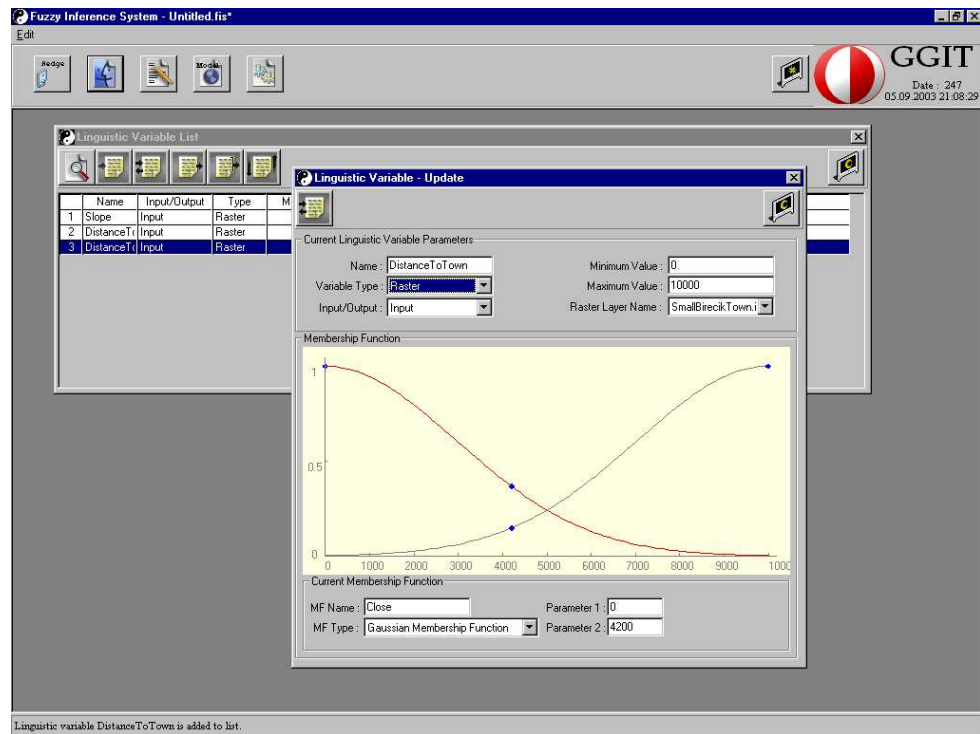 Fuzzy Inference System - Untitled.fis*
Edit
Hedge
Model
GGIT
Date : 247
05.09.2003 21:08:29
Linguistic Variable List
Name Input/Output Type M
1 Slope Input Raster
2 DistanceT Input Raster
3 DistanceT Input Raster
Linguistic Variable - Update
Current Linguistic Variable Parameters
Name : DistanceToTown
Minimum Value : 0
Variable Type : Raster
Maximum Value : 10000
Input/Output : Input
Raster Layer Name : SmallBirecikTown.i
Membership Function
1
0.5
0
0 1000 2000 3000 4000 5000 6000 7000 8000 9000 1000
Current Membership Function
MF Name : Close
Parameter 1 : 0
MF Type : Gaussian Membership Function
Parameter 2 : 4200
Linguistic variable DistanceToTown is added to list.